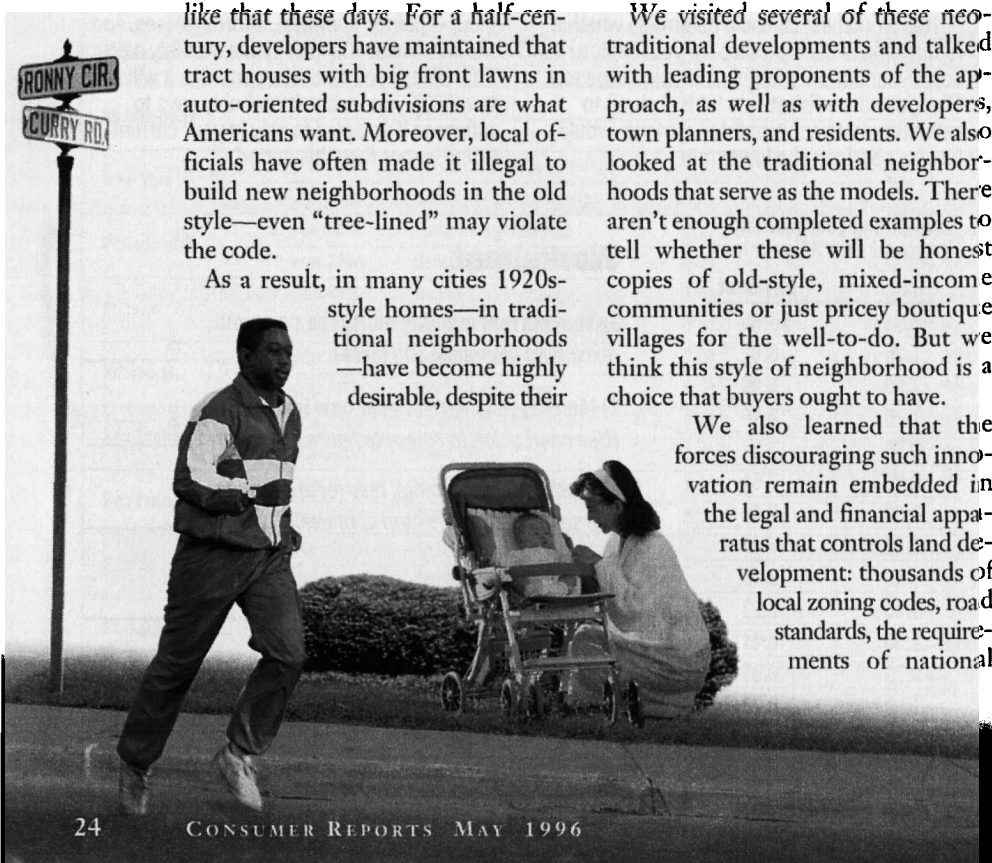 RONNY CIR.
CURRY RD.
like that these days. For a half-cen-
tury, developers have maintained that
tract houses with big front lawns in
auto-oriented subdivisions are what
Americans want. Moreover, local of-
ficials have often made it illegal to
build new neighborhoods in the old
style—even “tree-lined” may violate
the code.
As a result, in many cities 1920s-
style homes—in tradi-
tional neighborhoods
—have become highly
desirable, despite their
We visited several of these neo-
traditional developments and talked
with leading proponents of the ap-
proach, as well as with developers,
town planners, and residents. We also
looked at the traditional neighbor-
hoods that serve as the models. There
aren’t enough completed examples to
tell whether these will be honest
copies of old-style, mixed-income
communities or just pricey boutique
villages for the well-to-do. But we
think this style of neighborhood is a
choice that buyers ought to have.
We also learned that the
forces discouraging such inno-
vation remain embedded in
the legal and financial appa-
ratus that controls land de-
velopment: thousands of
local zoning codes, road
standards, the require-
ments of national
24 CONSUMER REPORTS MAY 1996